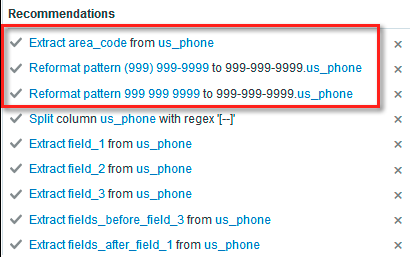 Recommendations
Extract area_code from us_phone
Reformat pattern (999) 999-9999 to 999-999-9999.us_phone
Reformat pattern 999 999 9999 to 999-999-9999.us_phone
Split column us_phone with regex '[--]'
Extract field_1 from us_phone
Extract field_2 from us_phone
Extract field_3 from us_phone
Extract fields_before_field_3 from us_phone
Extract fields_after_field_1 from us_phone